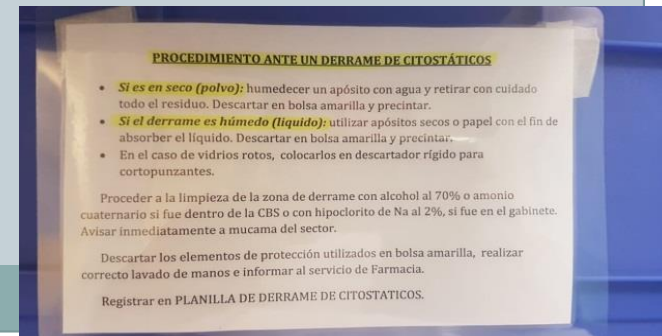 PROCEDIMIENTO ANTE UN DERRAME DE CITOSTÁTICOS
• Si es en seco (polvo): humedecer un apósito con agua y retirar con cuidado
todo el residuo. Descartar en bolsa amarilla y precintar.
• Si el derrame es húmedo (liquido): utilizar apósitos secos o papel con el fin de
absorber el líquido. Descartar en bolsa amarilla y precintar.
• En el caso de vidrios rotos, colocarlos en descartador rígido para
cortopunzantes.
Proceder a la limpieza de la zona de derrame con alcohol al 70% o amonio
cuaternario si fue dentro de la CBS o con hipoclorito de Na al 2%, si fue en el gabinete.
Avisar inmediatamente a mucama del sector.
Descartar los elementos de protección utilizados en bolsa amarilla, realizar
correcto lavado de manos e informar al servicio de Farmacia.
Registrar en PLANILLA DE DERRAME DE CITOSTATICOS.